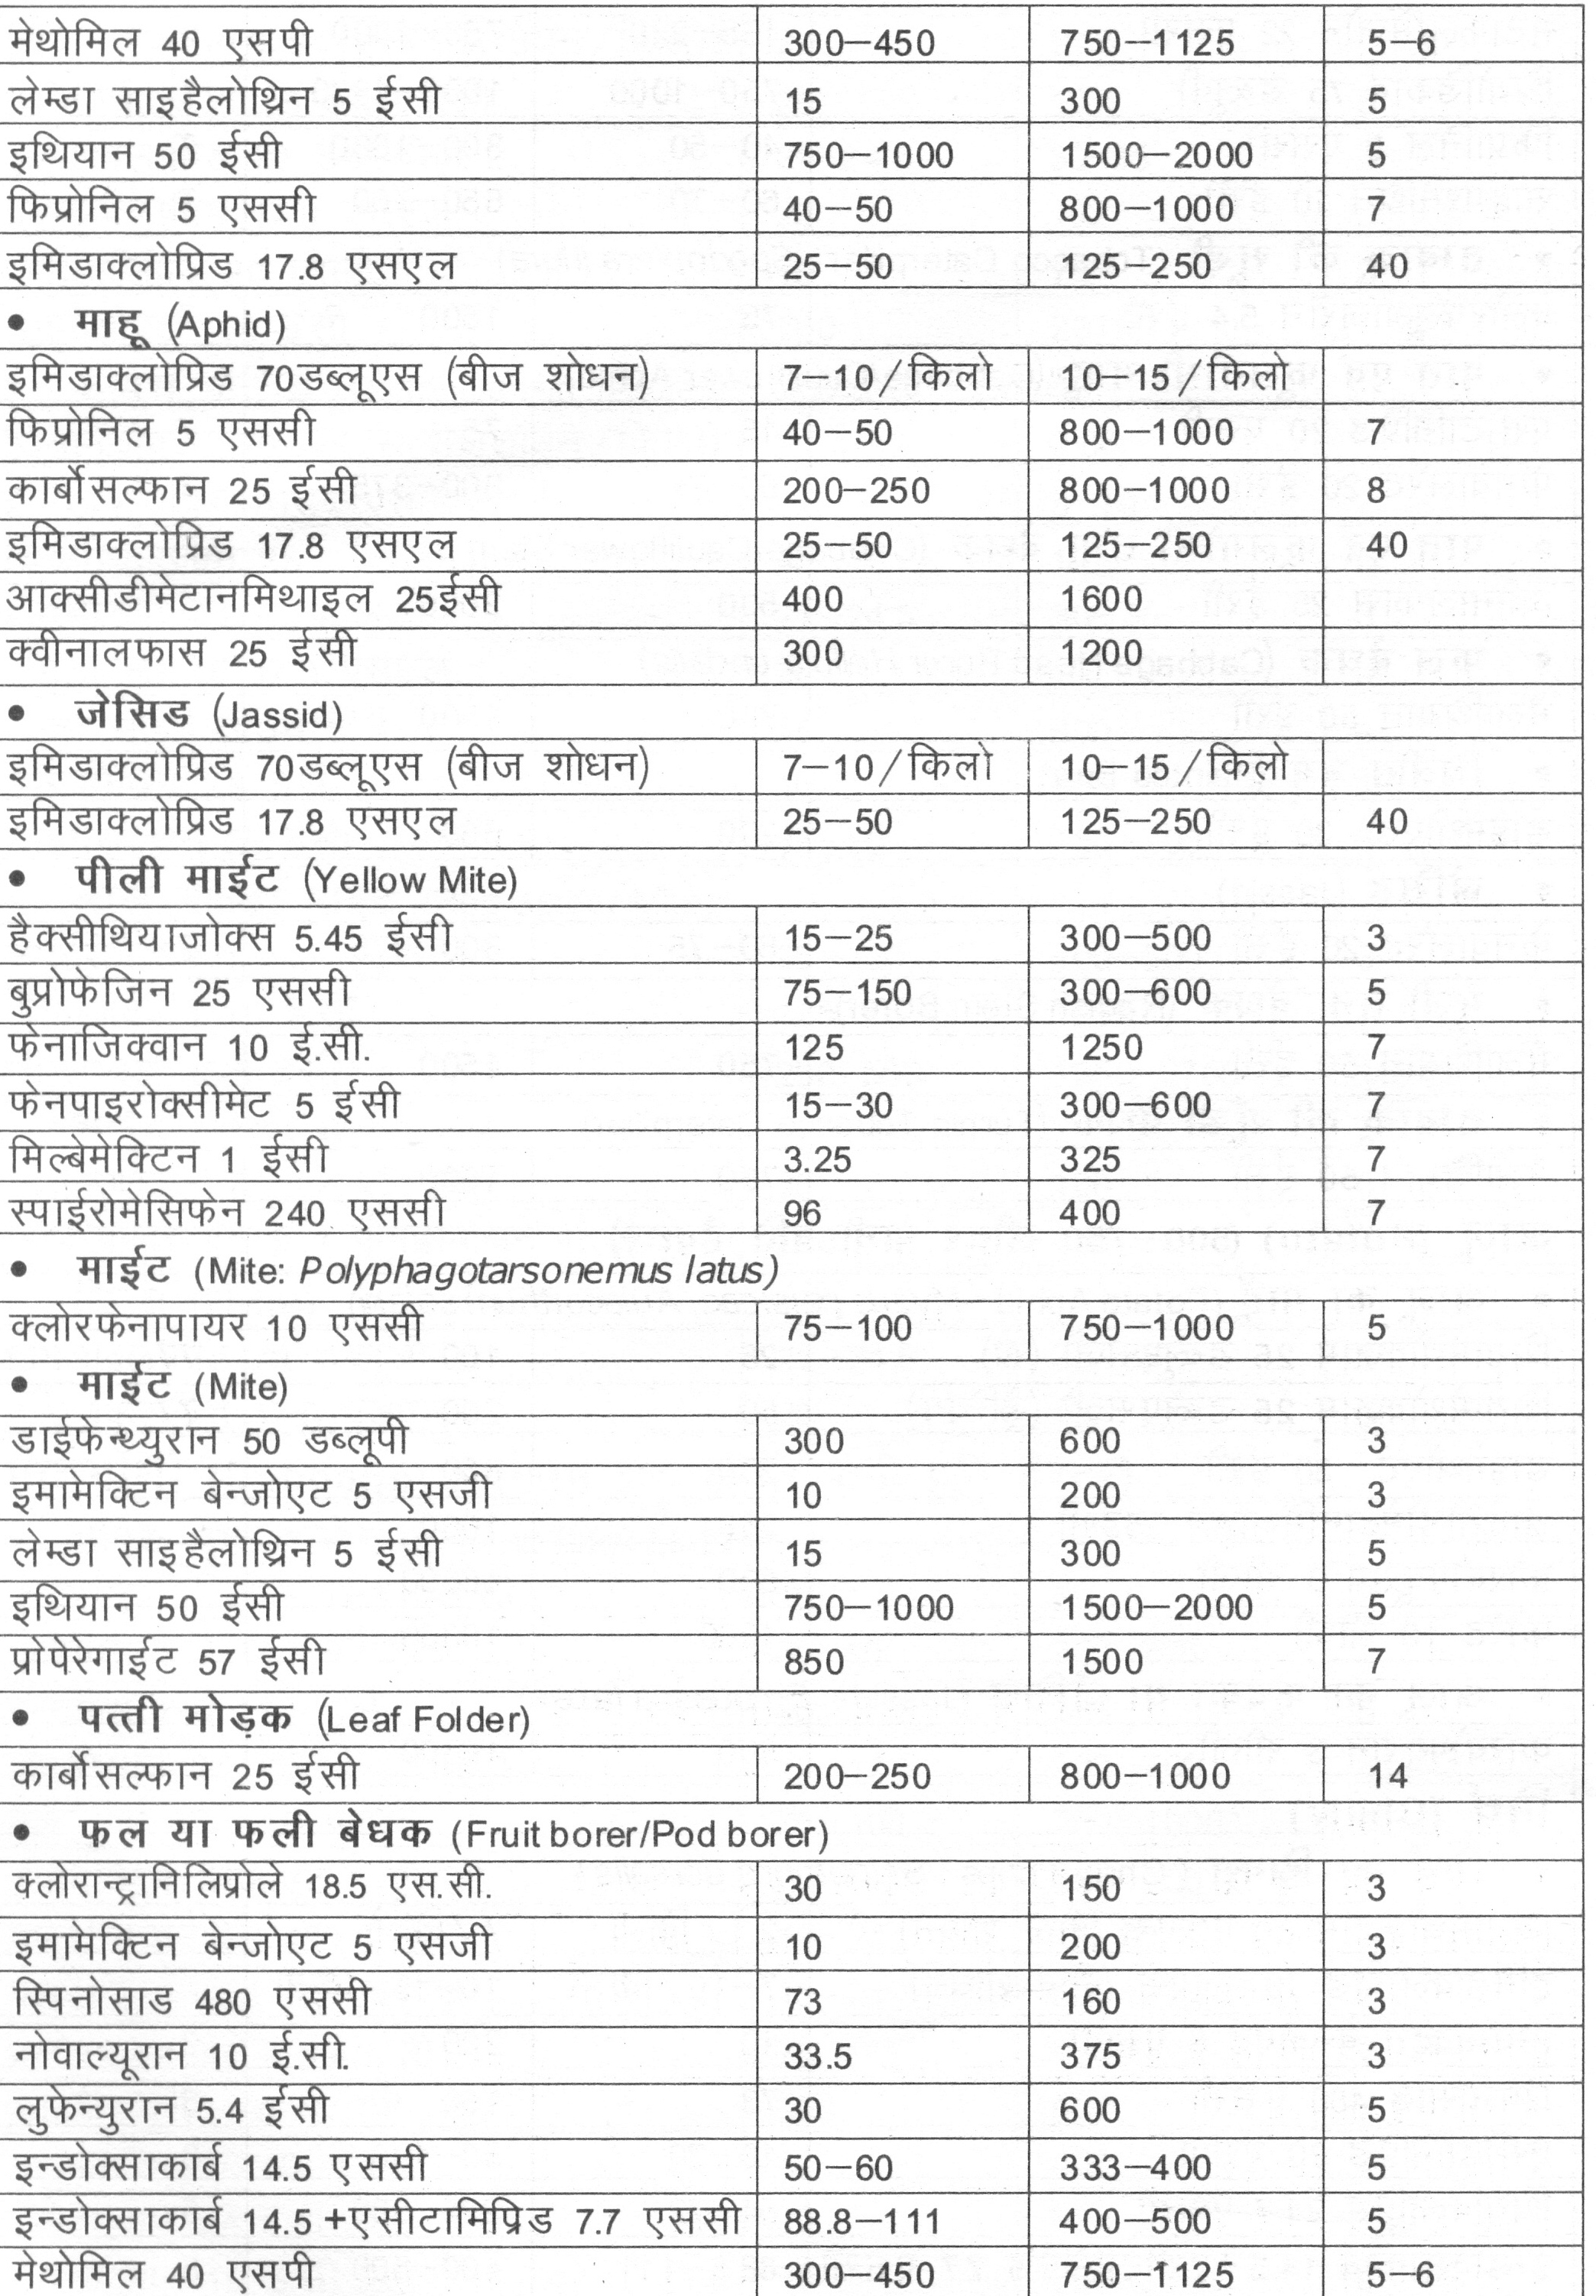 मेथोमिल 40 एसपी 300–450 750–1125 5–6
लेम्डा साइहैलोथ्रिन 5 ईसी 15 300 5
इथियान 50 ईसी 750–1000 1500–2000 5
फिप्रोनिल 5 एससी 40–50 800–1000 7
इमिडाक्लोप्रिड 17.8 एसएल 25–50 125–250 40
• माहू (Aphid)
इमिडाक्लोप्रिड 70डब्लूएस (बीज शोधन) 7–10/किलो 10–15/किलो
फिप्रोनिल 5 एससी 40–50 800–1000 7
कार्बोसल्फान 25 ईसी 200–250 800–1000 8
इमिडाक्लोप्रिड 17.8 एसएल 25–50 125–250 40
आक्सीडीमेटानमिथाइल 25ईसी 400 1600
क्वीनालफास 25 ईसी 300 1200
• जेसिड (Jassid)
इमिडाक्लोप्रिड 70डब्लूएस (बीज शोधन) 7–10/किलो 10–15/किलो
इमिडाक्लोप्रिड 17.8 एसएल 25–50 125–250 40
• पीली माईट (Yellow Mite)
हैक्सीथियाजोक्स 5.45 ईसी 15–25 300–500 3
बुप्रोफेजिन 25 एससी 75–150 300–600 5
फेनाजिक्वान 10 ई.सी. 125 1250 7
फेनपाइरोक्सीमेट 5 ईसी 15–30 300–600 7
मिल्बेमेक्टिन 1 ईसी 3.25 325 7
स्पाईरोमेसिफेन 240 एससी 96 400 7
• माईट (Mite: Polyphagotarsonemus latus)
क्लोरफेनापायर 10 एससी 75–100 750–1000 5
• माईट (Mite)
डाईफेन्थ्युरान 50 डब्लूपी 300 600 3
इमामेक्टिन बेन्जोएट 5 एसजी 10 200 3
लेम्डा साइहैलोथ्रिन 5 ईसी 15 300 5
इथियान 50 ईसी 750–1000 1500–2000 5
प्रोपेरेगाईट 57 ईसी 850 1500 7
• पत्ती मोड़क (Leaf Folder)
कार्बोसल्फान 25 ईसी 200–250 800–1000 14
• फल या फली बेधक (Fruit borer/Pod borer)
क्लोरान्ट्रानिलिप्रोले 18.5 एस.सी. 30 150 3
इमामेक्टिन बेन्जोएट 5 एसजी 10 200 3
स्पिनोसाड 480 एससी 73 160 3
नोवाल्यूरान 10 ई.सी. 33.5 375 3
लुफेन्युरान 5.4 ईसी 30 600 5
इन्डोक्साकार्ब 14.5 एससी 50–60 333–400 5
इन्डोक्साकार्ब 14.5+एसीटामिप्रिड 7.7 एससी 88.8–111 400–500 5
मेथोमिल 40 एसपी 300–450 750–1125 5–6